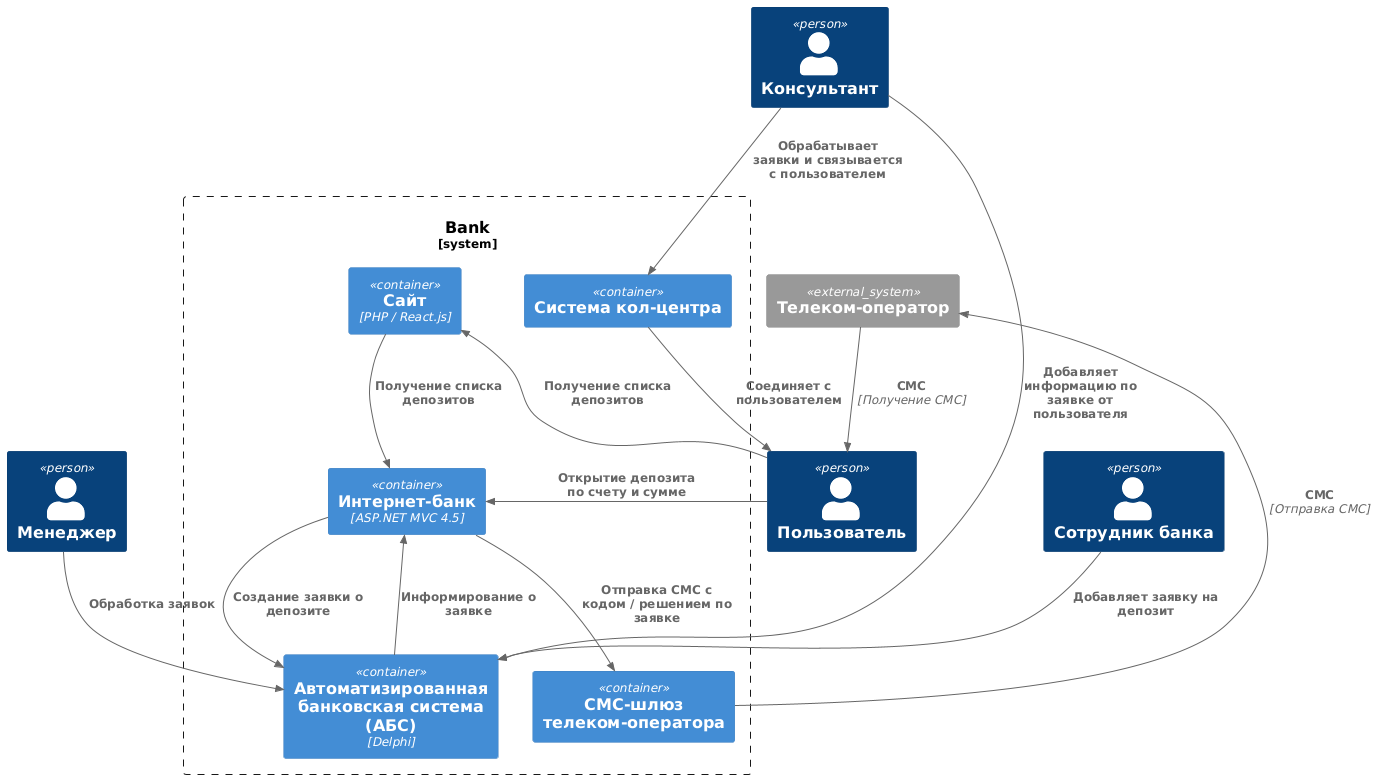 «person»
Консультант
Обрабатывает
заявки и связывается
с пользователем
Bank
[system]
«container»
Сайт
[PHP / React.js]
«container»
Система кол-центра
«external_system»
Телеком-оператор
Получение списка
депозитов
Получение списка
депозитов
Соединяет с
пользователем
СМС
[Получение СМС]
Добавляет
информацию по
заявке от
пользователя
«person»
Менеджер
«container»
Интернет-банк
[ASP.NET MVC 4.5]
Открытие депозита
по счету и сумме
«person»
Пользователь
«person»
Сотрудник банка
СМС
[Отправка СМС]
Обработка заявок
Создание заявки о
депозите
Информирование о
заявке
Отправка СМС с
кодом / решением по
заявке
Добавляет заявку на
депозит
«container»
Автоматизированная
банковская система
(АБС)
[Delphi]
«container»
СМС-шлюз
телеком-оператора